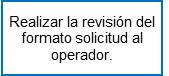 Realizar la revisión del
formato solicitud al
operador.